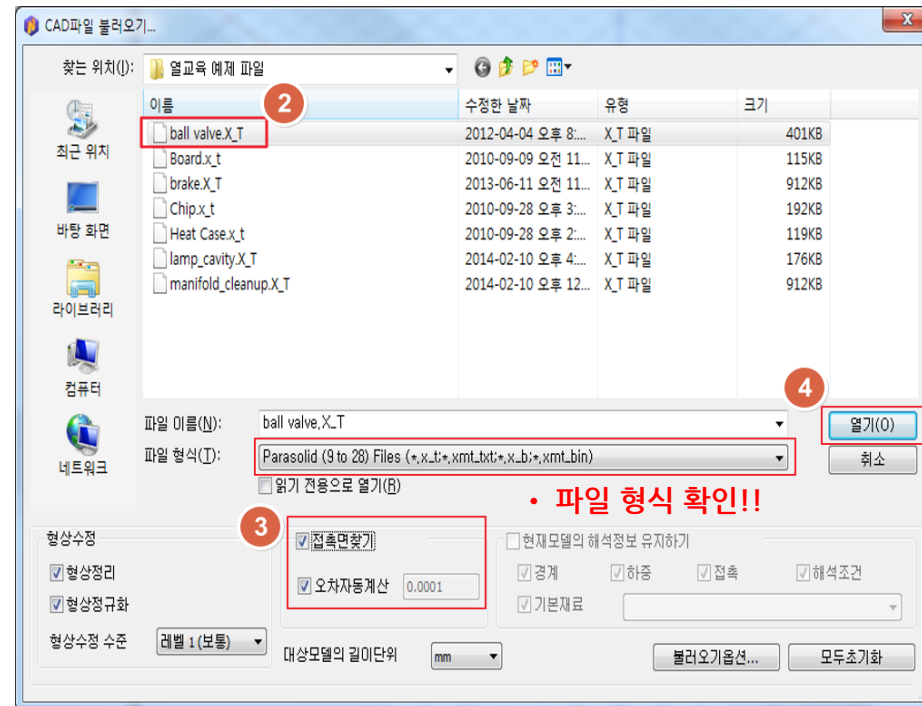 CAD파일 불러오기...
찾는 위치(I): 열교육 예제 파일
이름 수정한 날짜 유형 크기
2
ball valve.X_T 2012-04-04 오후 8:... X_T 파일 401KB
Board.x_t 2010-09-09 오전 11... X_T 파일 115KB
brake.X_T 2013-06-11 오전 11... X_T 파일 912KB
Chip.x_t 2010-09-28 오후 3:... X_T 파일 192KB
Heat Case.x_t 2010-09-28 오후 2:... X_T 파일 119KB
lamp_cavity.X_T 2014-02-10 오후 4:... X_T 파일 176KB
manifold_cleanup.X_T 2014-02-10 오후 12... X_T 파일 912KB
최근 위치
바탕 화면
라이브러리
컴퓨터
네트워크
4
파일 이름(N): ball valve.X_T 열기(O)
파일 형식(T): Parasolid (9 to 28) Files (*.x_t;*.xmt_txt;*.x_b;*.xmt_bin) 취소
읽기 전용으로 열기(R)
• 파일 형식 확인!!
3
형상수정 접촉면찾기 현재모델의 해석정보 유지하기
형상정리 오차자동계산 0.0001 경계 하중 접촉 해석조건
형상정규화 기본재료
형상수정 수준 레벨 1 (보통) 대상모델의 길이단위 mm 불러오기옵션... 모두초기화